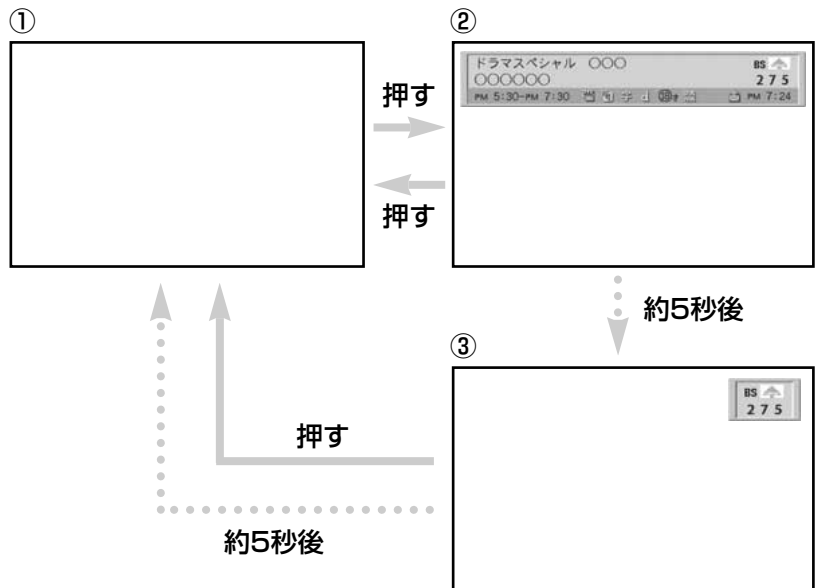 ①
②
ドラマスペシャル ○○○
BS
○○○○○○
275
PM 5:30-PM 7:30
PM 7:24
押す
押す
約5秒後
③
BS
275
押す
約5秒後